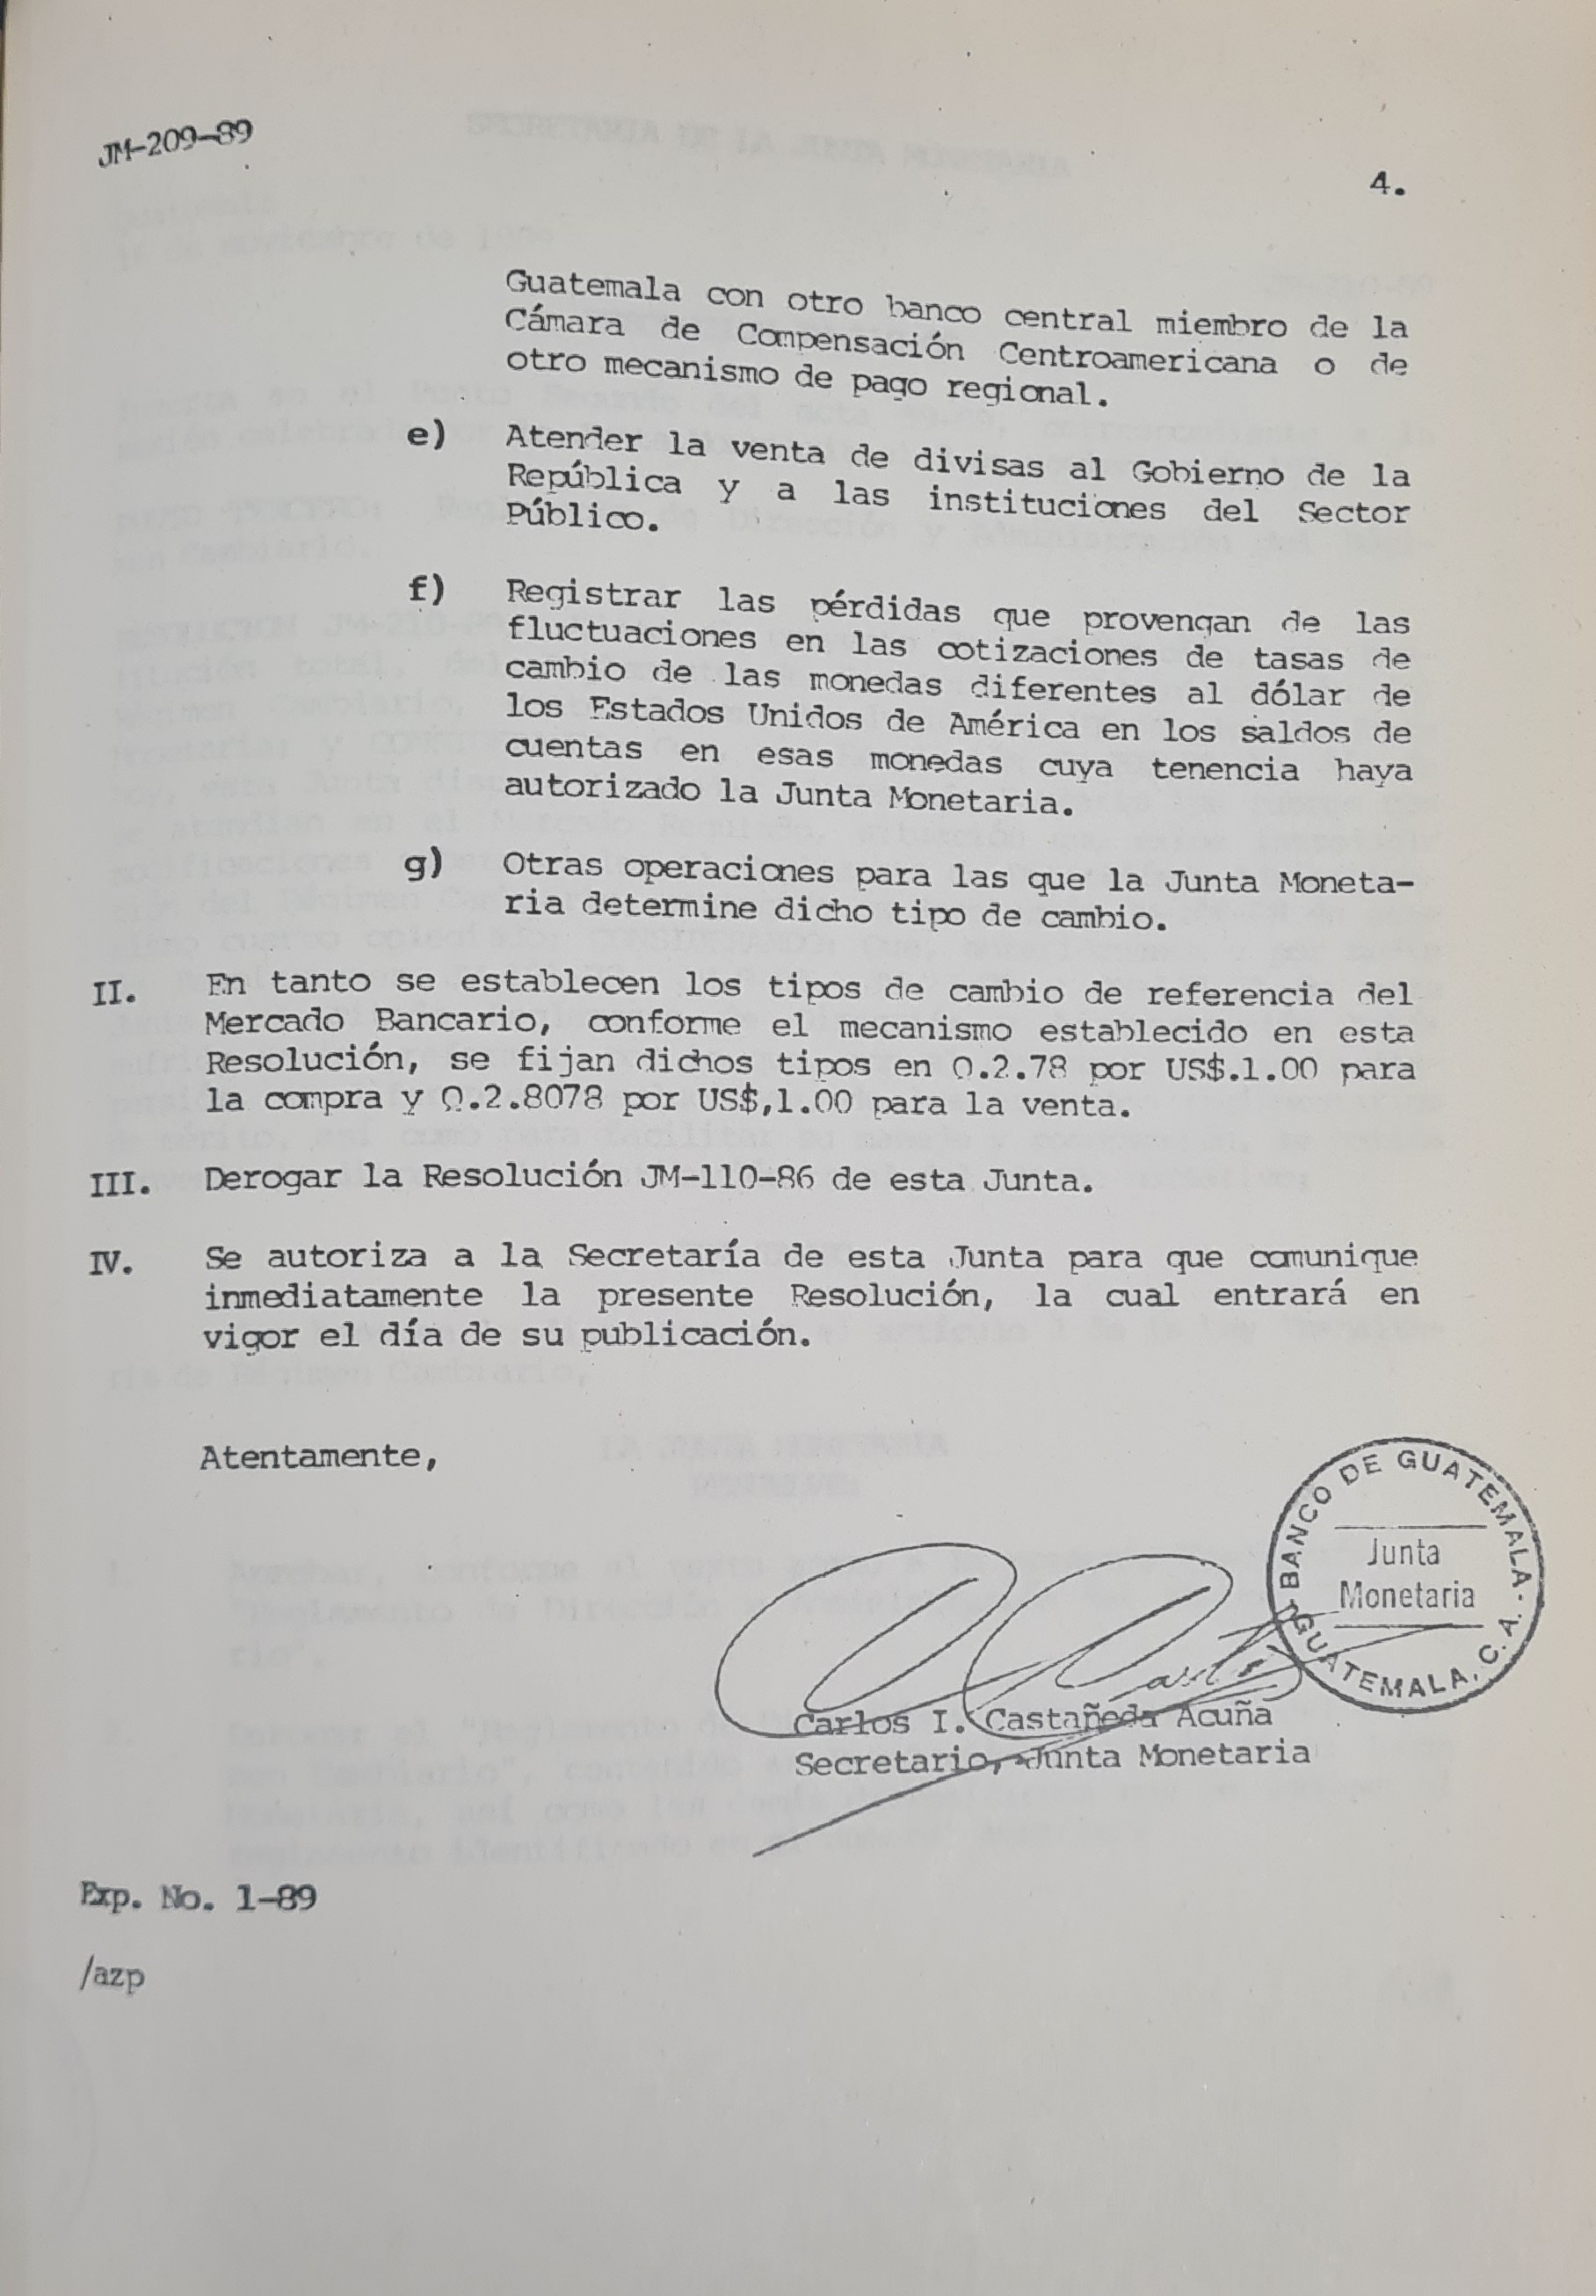 JM-209-89
4.
Guatemala con otro banco central miembro de la
Cámara de Compensación Centroamericana o de
otro mecanismo de pago regional.
e) Atender la venta de divisas al Gobierno de la
República y a las instituciones del Sector
Público.
f) Registrar las pérdidas que provengan de las
fluctuaciones en las cotizaciones de tasas de
cambio de las monedas diferentes al dólar de
los Estados Unidos de América en los saldos de
cuentas en esas monedas cuya tenencia haya
autorizado la Junta Monetaria.
g) Otras operaciones para las que la Junta Moneta-
ria determine dicho tipo de cambio.
II. En tanto se establecen los tipos de cambio de referencia del
Mercado Bancario, conforme el mecanismo establecido en esta
Resolución, se fijan dichos tipos en Q.2.78 por US$.1.00 para
la compra y Q.2.8078 por US$,1.00 para la venta.
III. Derogar la Resolución JM-110-86 de esta Junta.
IV. Se autoriza a la Secretaría de esta Junta para que comunique
inmediatamente la presente Resolución, la cual entrará en
vigor el día de su publicación.
Atentamente,
BANCO DE GUATEMALA
Junta
Monetaria
GUATEMALA, C. A.
Carlos I. Castañeda Acuña
Secretario, Junta Monetaria
Exp. No. 1-89
/azp